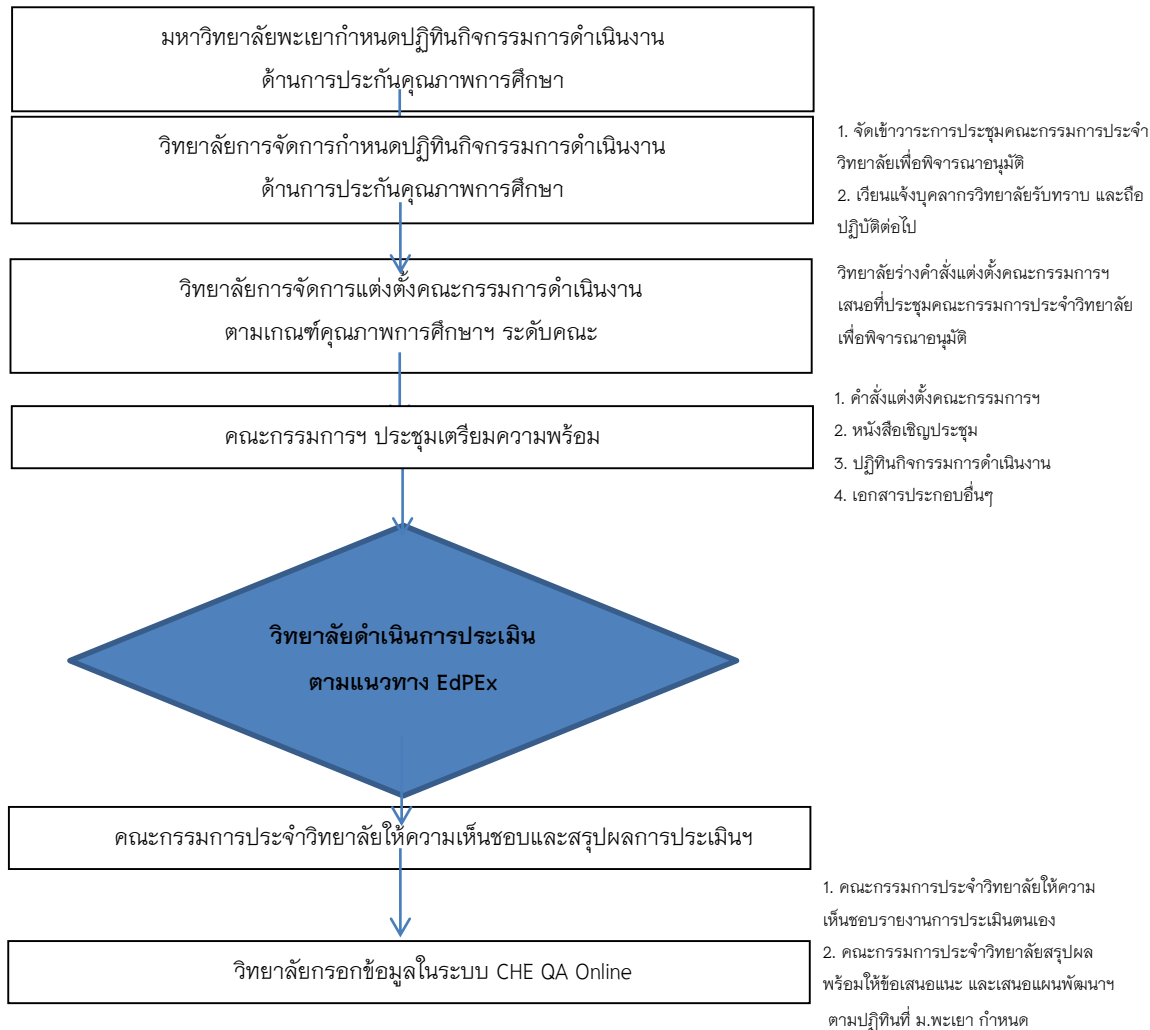 มหาวิทยาลัยพะเยากำหนดปฏิทินกิจกรรมการดำเนินงาน
ด้านการประกันคุณภาพการศึกษา
วิทยาลัยการจัดการกำหนดปฏิทินกิจกรรมการดำเนินงาน
ด้านการประกันคุณภาพการศึกษา
1. จัดเข้าวาระการประชุมคณะกรรมการประจำ
วิทยาลัยเพื่อพิจารณาอนุมัติ
2. เวียนแจ้งบุคลากรวิทยาลัยรับทราบ และถือ
ปฏิบัติต่อไป
วิทยาลัยการจัดการแต่งตั้งคณะกรรมการดำเนินงาน
ตามเกณฑ์คุณภาพการศึกษาฯ ระดับคณะ
วิทยาลัยร่างคำสั่งแต่งตั้งคณะกรรมการฯ
เสนอที่ประชุมคณะกรรมการประจำวิทยาลัย
เพื่อพิจารณาอนุมัติ
คณะกรรมการฯ ประชุมเตรียมความพร้อม
1. คำสั่งแต่งตั้งคณะกรรมการฯ
2. หนังสือเชิญประชุม
3. ปฏิทินกิจกรรมการดำเนินงาน
4. เอกสารประกอบอื่นๆ
วิทยาลัยดำเนินการประเมิน
ตามแนวทาง EdPEx
คณะกรรมการประจำวิทยาลัยให้ความเห็นชอบและสรุปผลการประเมินฯ
1. คณะกรรมการประจำวิทยาลัยให้ความ
เห็นชอบรายงานการประเมินตนเอง
2. คณะกรรมการประจำวิทยาลัยสรุปผล
พร้อมให้ข้อเสนอแนะ และเสนอแผนพัฒนาฯ
ตามปฏิทินที่ ม.พะเยา กำหนด
วิทยาลัยกรอกข้อมูลในระบบ CHE QA Online